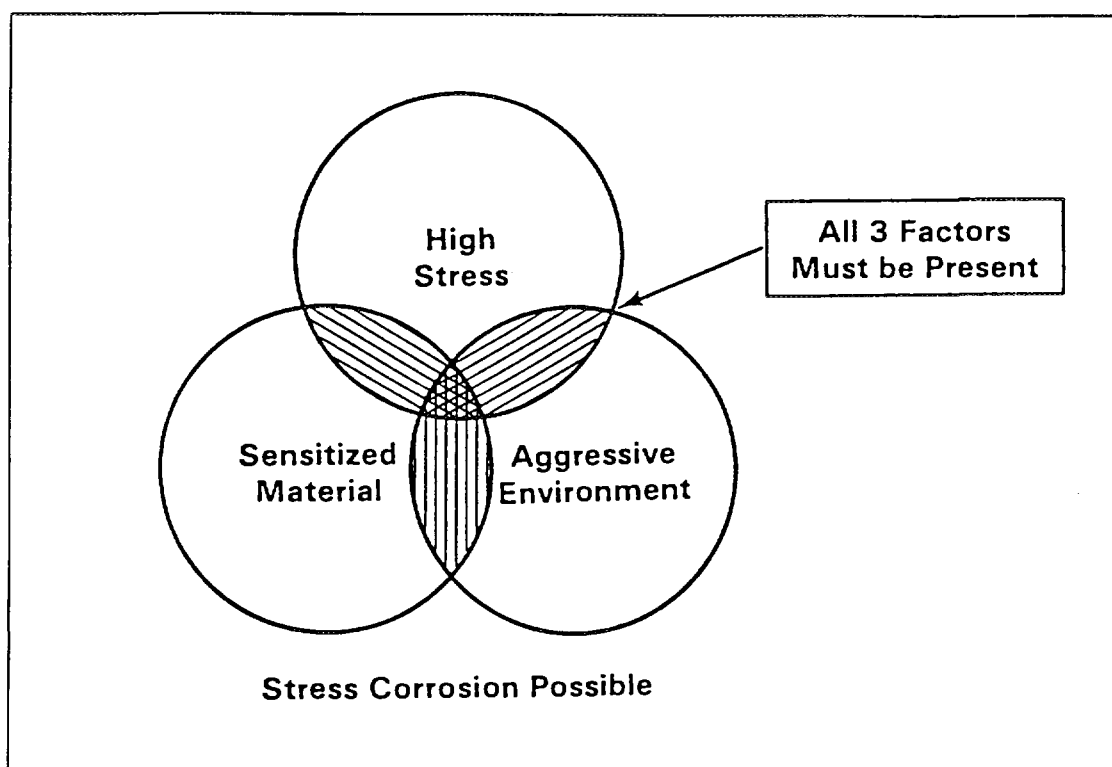 High
Stress
All 3 Factors
Must be Present
Sensitized
Material
Aggressive
Environment
Stress Corrosion Possible